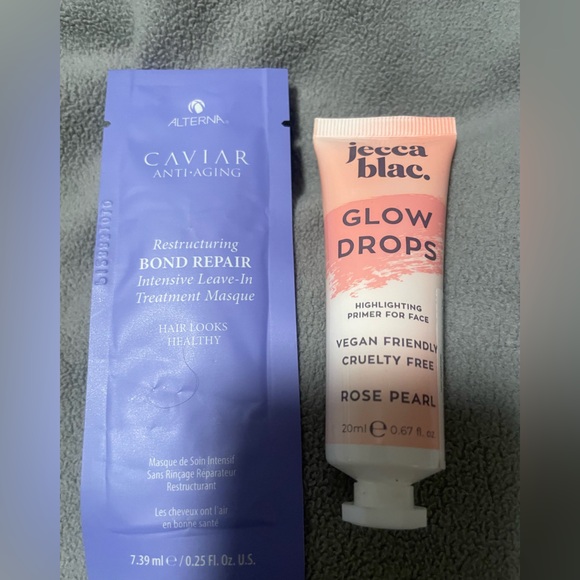 ALTERNA
CAVIAR
ANTI·AGING
Restructuring
BOND REPAIR
Intensive Leave-In
Treatment Masque
HAIR LOOKS
HEALTHY
Masque de Soin Intensif
Sans Rinçage Réparateur
Restructurant
Les cheveux ont l'air
en bonne santé
7.39 ml ℮ / 0.25 Fl. Oz. U.S.
jecca
blac.
GLOW
DROPS
HIGHLIGHTING
PRIMER FOR FACE
VEGAN FRIENDLY
CRUELTY FREE
ROSE PEARL
20ml ℮ 0.67 fl. oz